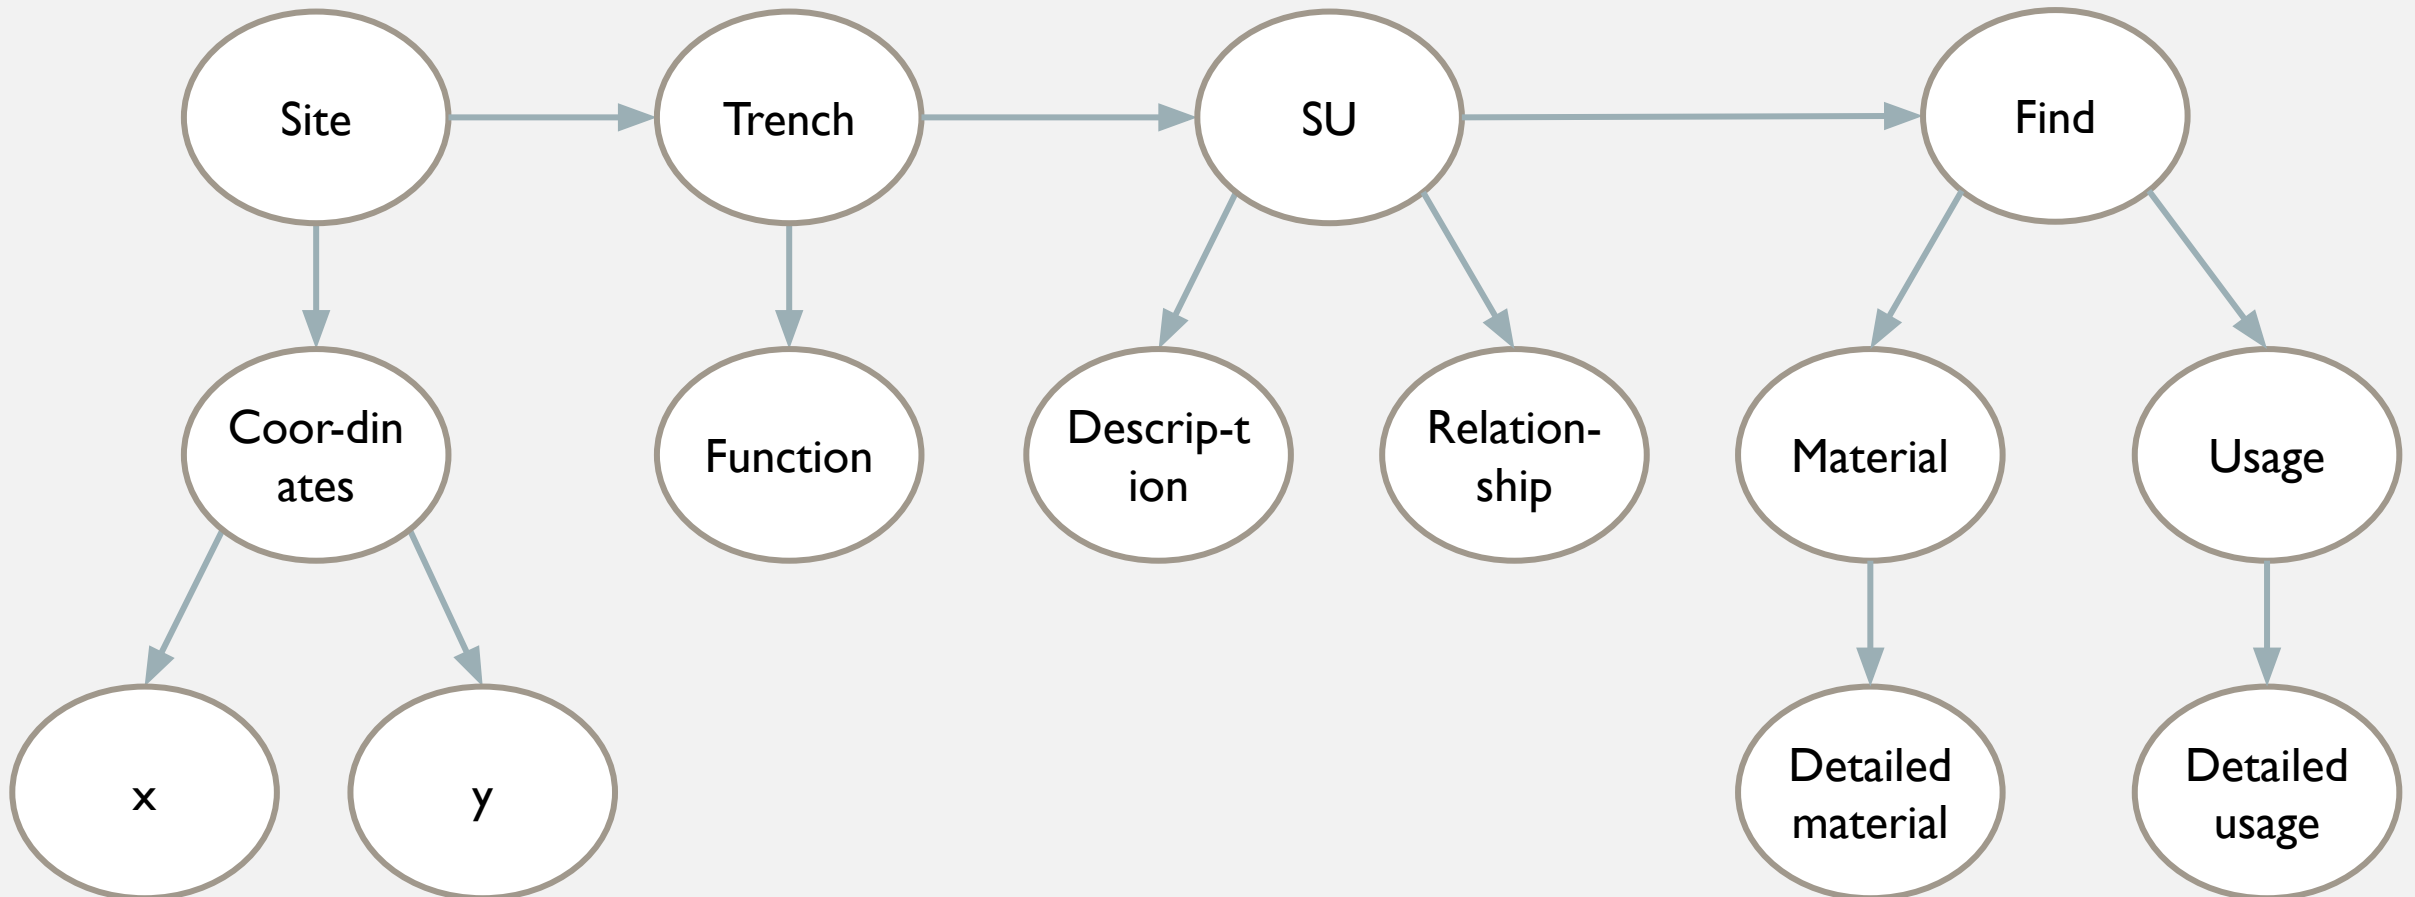 Site
Trench
SU
Find
Coor-din
ates
Function
Descrip-t
ion
Relation-
ship
Material
Usage
x
y
Detailed
material
Detailed
usage